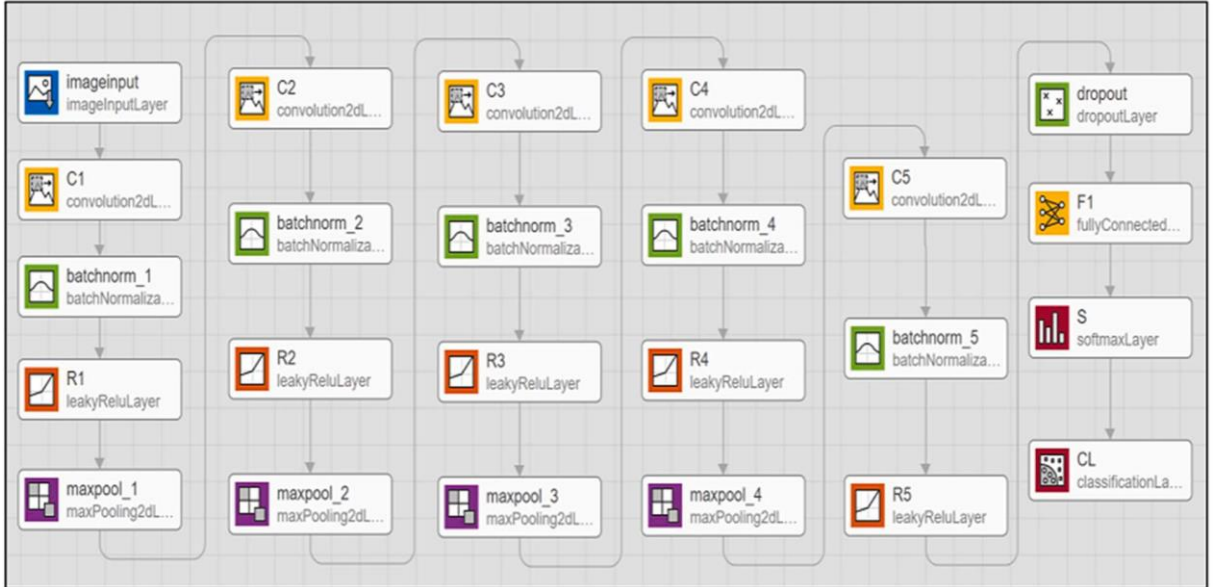 imageinput
imageInputLayer
C1
convolution2dL...
batchnorm_1
batchNormaliza...
R1
leakyReluLayer
maxpool_1
maxPooling2dL...
C2
convolution2dL...
batchnorm_2
batchNormaliza...
R2
leakyReluLayer
maxpool_2
maxPooling2dL...
C3
convolution2dL...
batchnorm_3
batchNormaliza...
R3
leakyReluLayer
maxpool_3
maxPooling2dL...
C4
convolution2dL...
batchnorm_4
batchNormaliza...
R4
leakyReluLayer
maxpool_4
maxPooling2dL...
C5
convolution2dL...
batchnorm_5
batchNormaliza...
R5
leakyReluLayer
dropout
dropoutLayer
F1
fullyConnected...
S
softmaxLayer
CL
classificationLa...